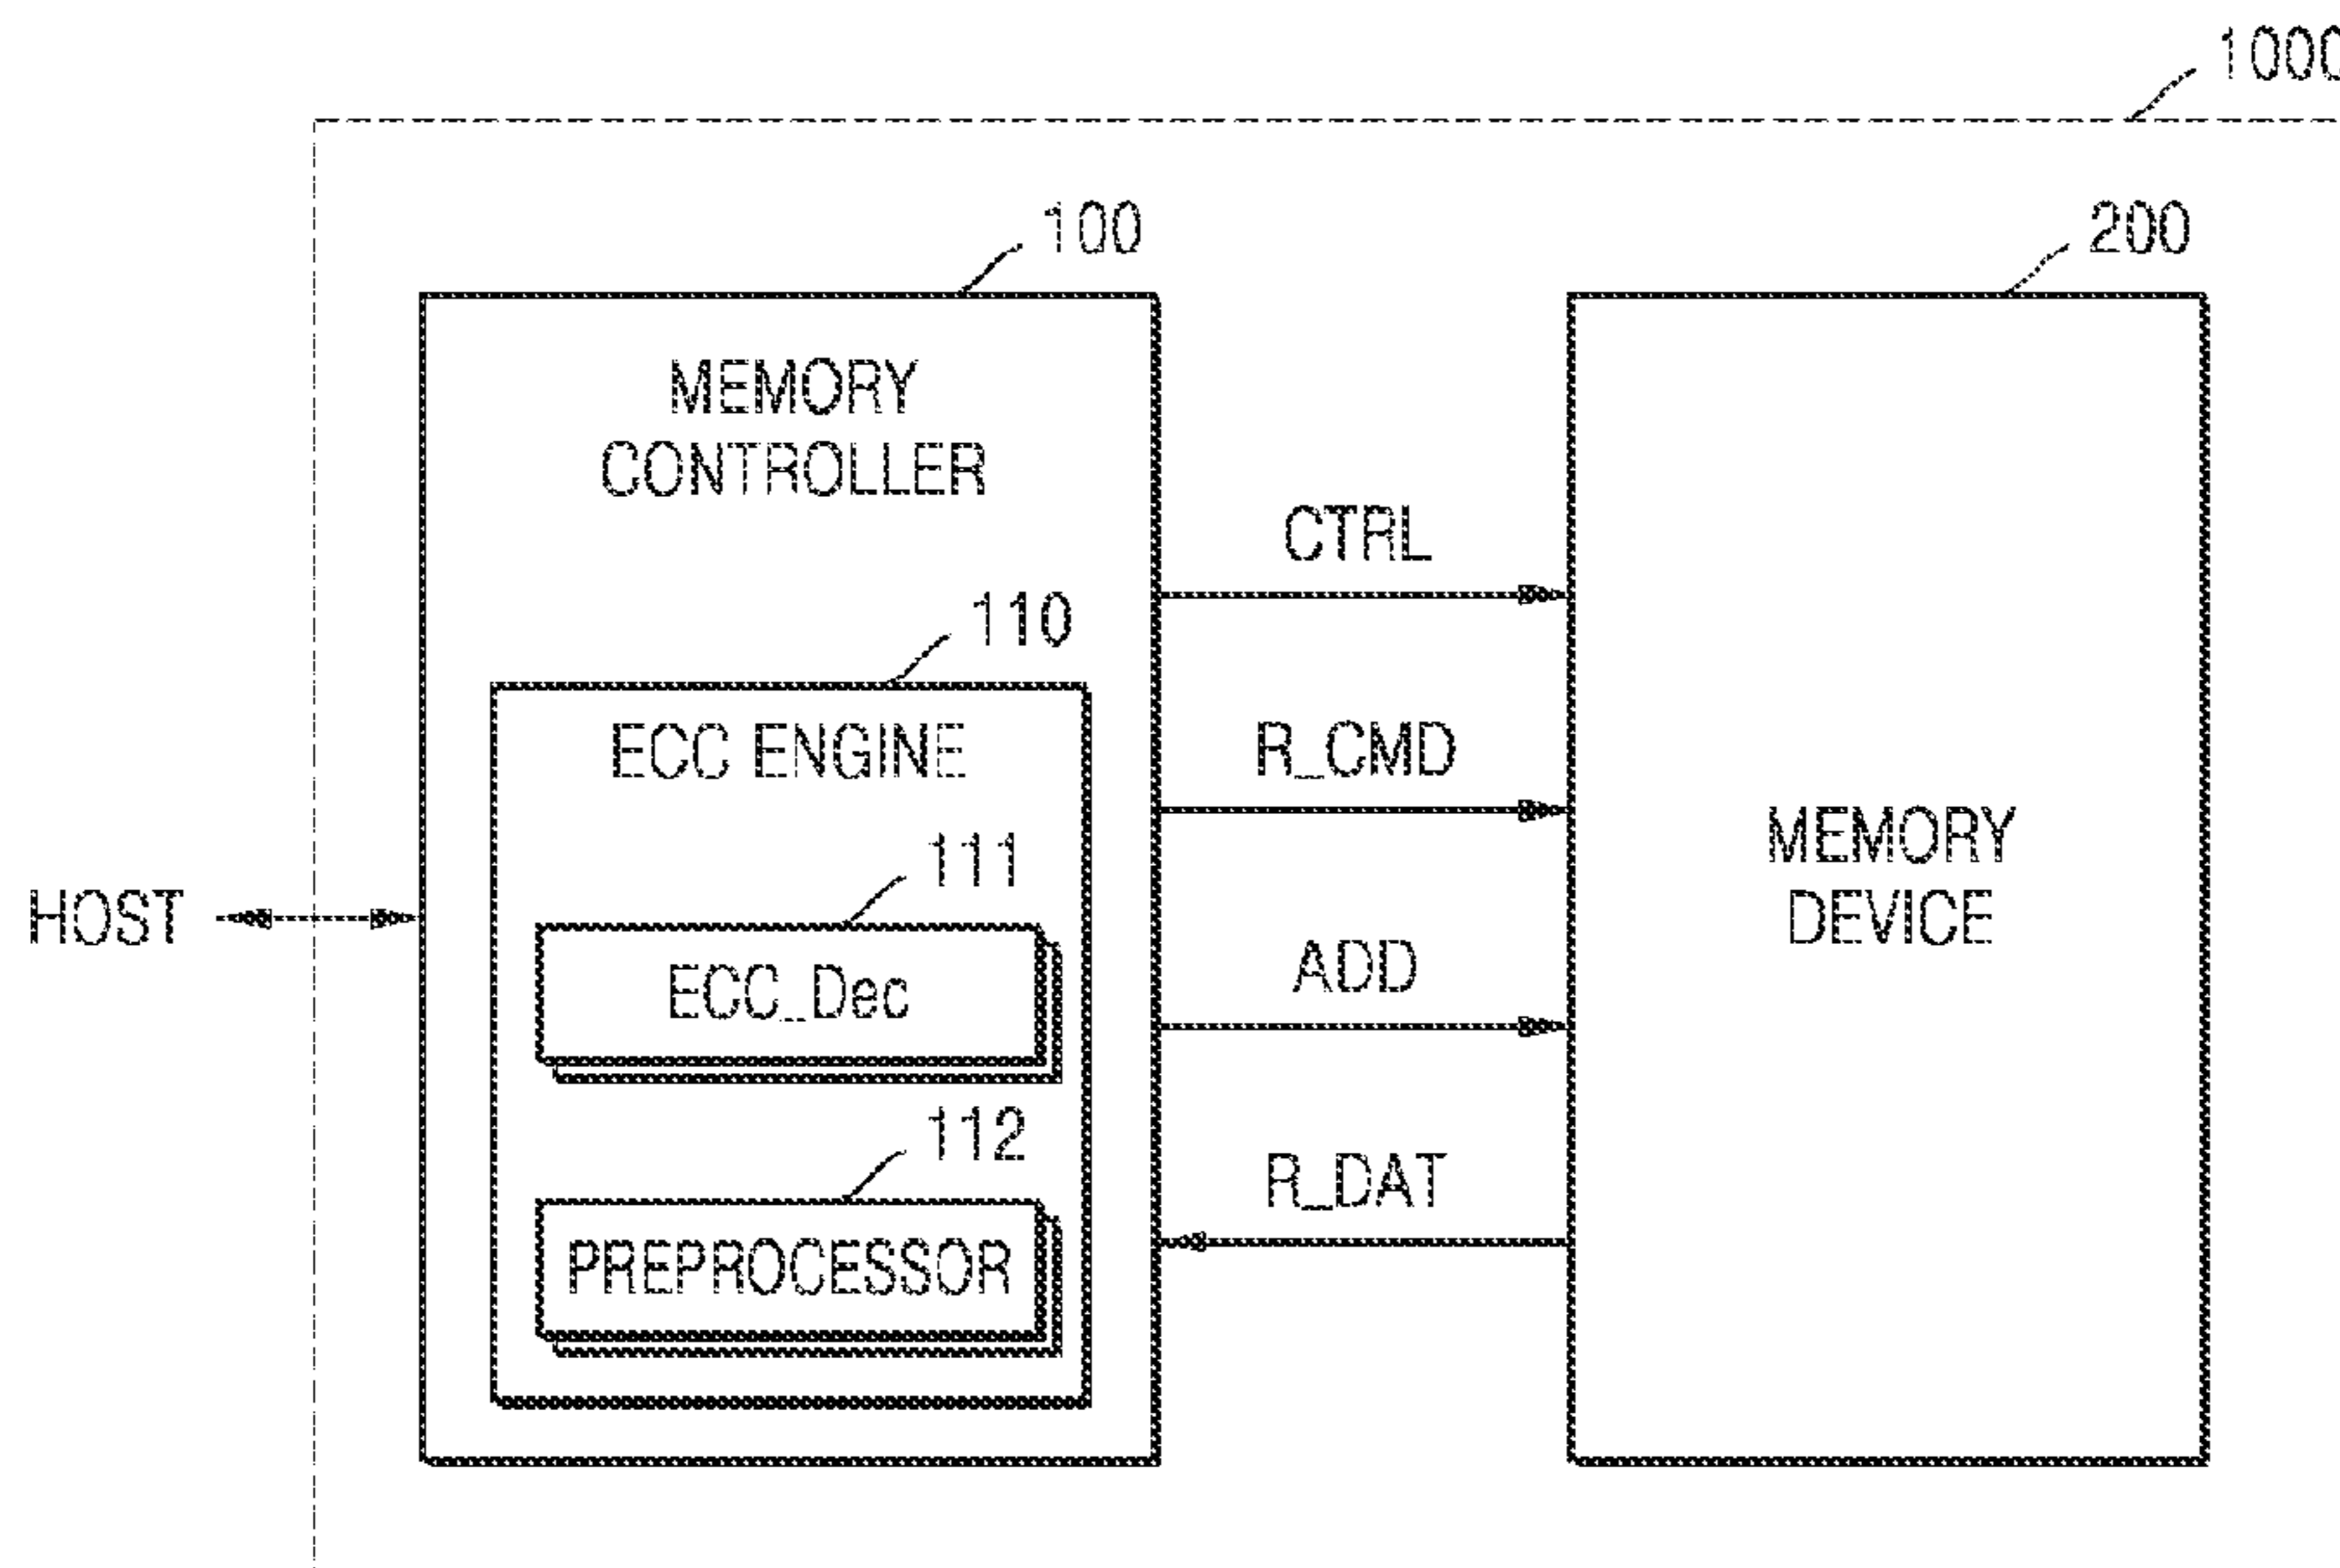 1000
100
200
MEMORY
CONTROLLER
CTRL
110
ECC ENGINE
R_CMD
MEMORY
DEVICE
111
HOST
ECC_Dec
ADD
112
R_DAT
PREPROCESSOR